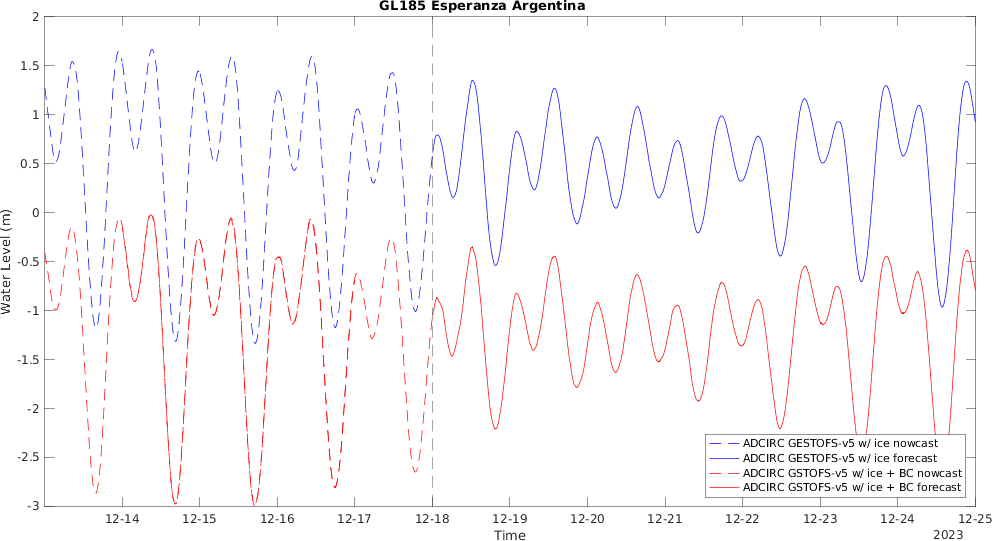 GL185 Esperanza Argentina
2
1.5
1
0.5
0
-0.5
-1
-1.5
-2
-2.5
-3
Water Level (m)
ADCIRC GESTOFS-v5 w/ ice nowcast
ADCIRC GESTOFS-v5 w/ ice forecast
ADCIRC GSTOFS-v5 w/ ice + BC nowcast
ADCIRC GSTOFS-v5 w/ ice + BC forecast
12-14 12-15 12-16 12-17 12-18 12-19 12-20 12-21 12-22 12-23 12-24 12-25
Time
2023